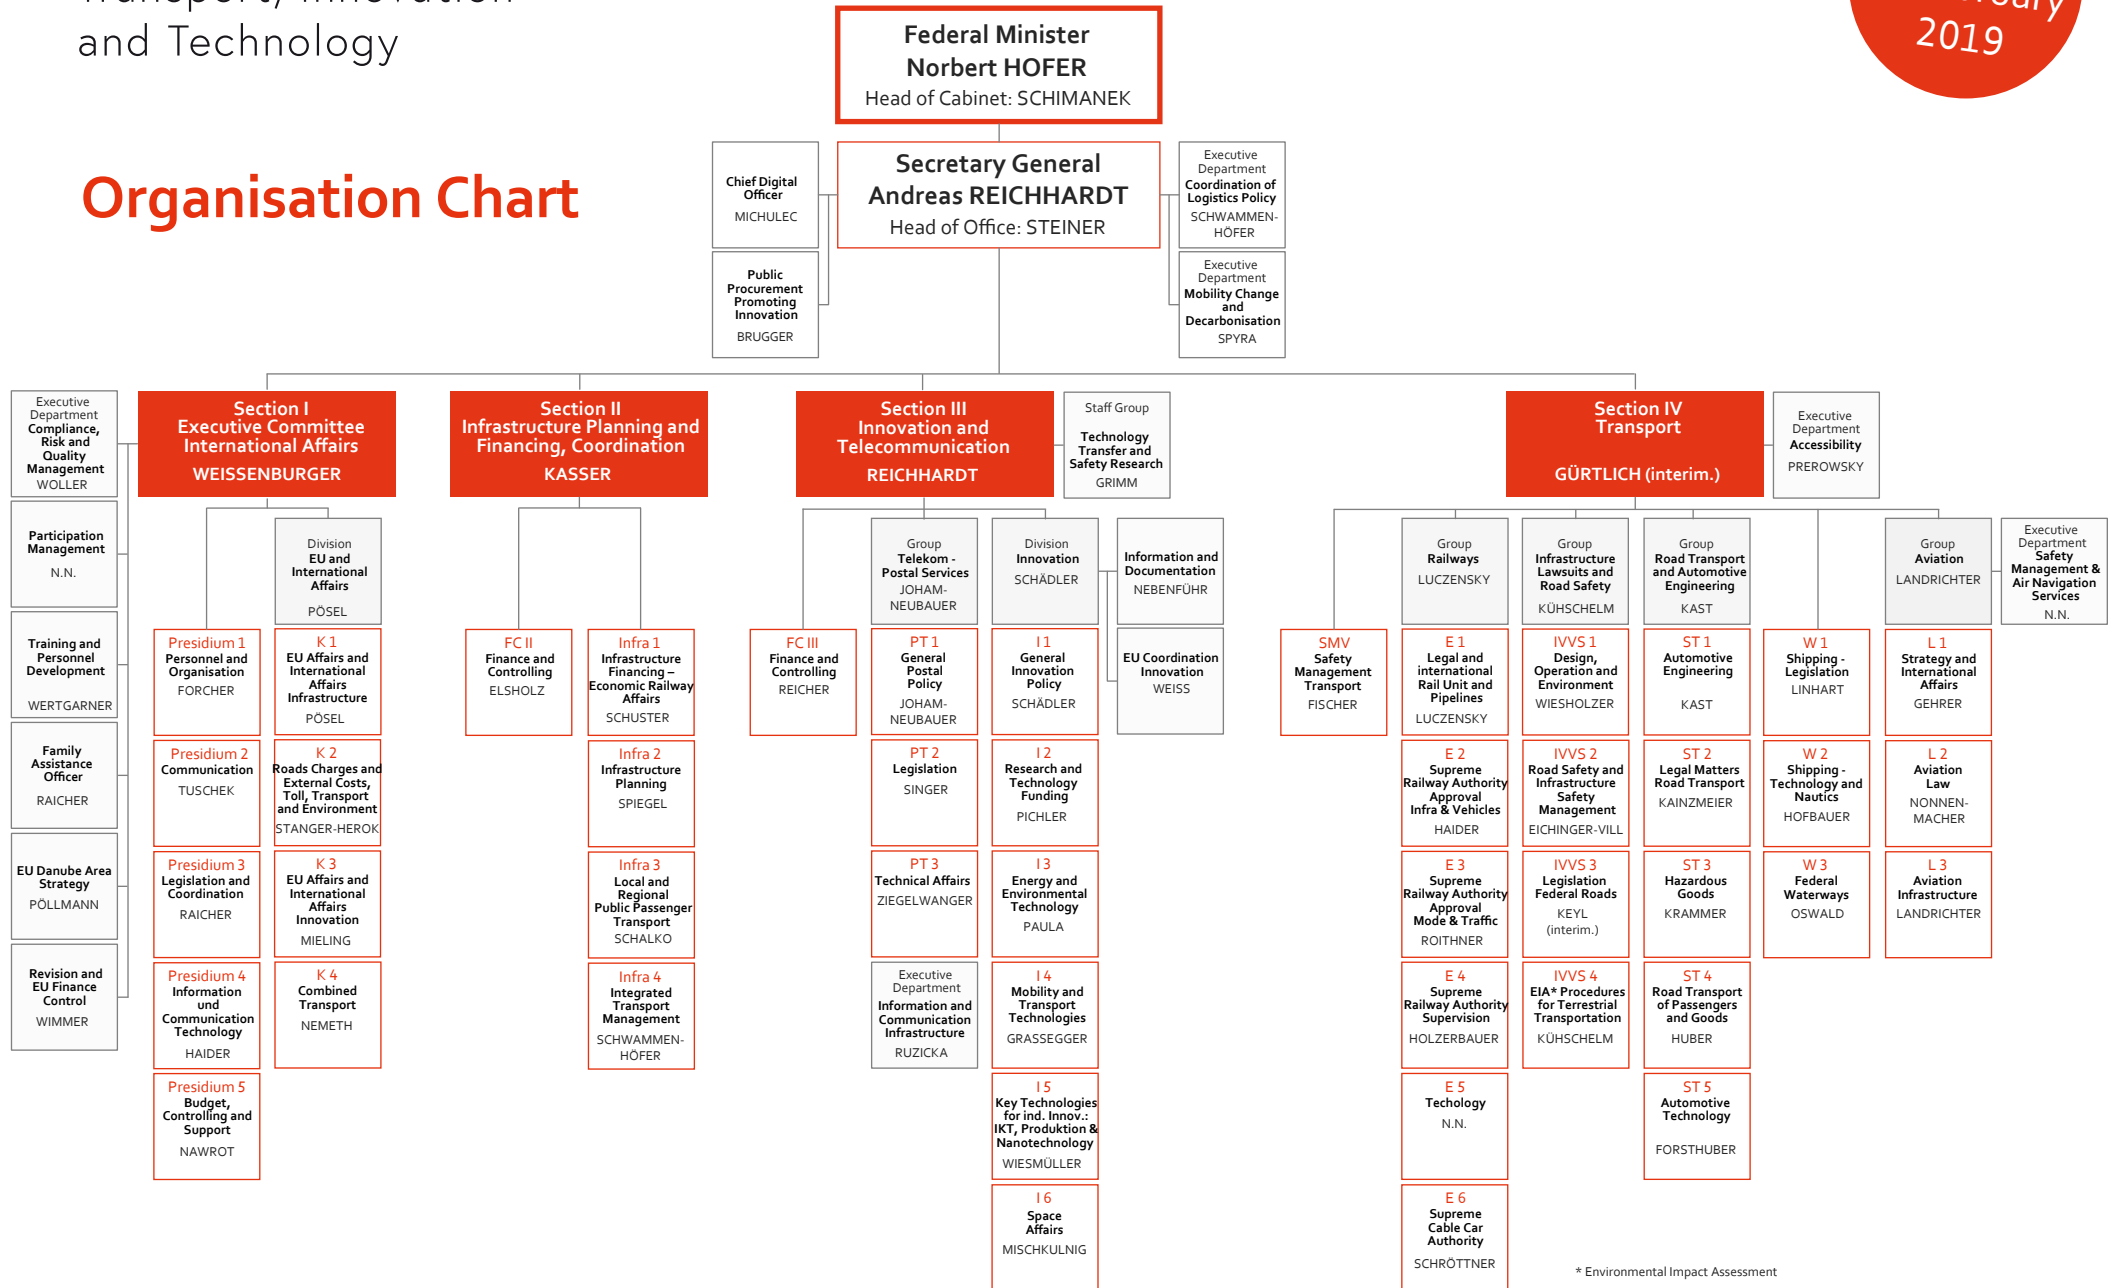 and Technology
2019
Organisation Chart
Federal Minister
Norbert HOFER
Head of Cabinet: SCHIMANEK
Chief Digital
Officer
MICHULEC
Public
Procurement
Promoting
Innovation
BRUGGER
Secretary General
Andreas REICHHARDT
Head of Office: STEINER
Executive
Department
Coordination of
Logistics Policy
SCHWAMMEN-
HÖFER
Executive
Department
Mobility Change
and
Decarbonisation
SPYRA
Executive
Department
Compliance,
Risk and
Quality
Management
WOLLER
Participation
Management
N.N.
Training and
Personnel
Development
WERTGARNER
Family
Assistance
Officer
RAICHER
EU Danube Area
Strategy
PÖLLMANN
Revision and
EU Finance
Control
WIMMER
Section I
Executive Committee
International Affairs
WEISSENBURGER
Presidium 1
Personnel and
Organisation
FORCHER
Presidium 2
Communication
TUSCHEK
Presidium 3
Legislation and
Coordination
RAICHER
Presidium 4
Information
und
Communication
Technology
HAIDER
Presidium 5
Budget,
Controlling and
Support
NAWROT
Division
EU and
International
Affairs
PÖSEL
K 1
EU Affairs and
International
Affairs
Infrastructure
PÖSEL
K 2
Roads Charges and
External Costs,
Toll, Transport
and Environment
STANGER-HEROK
K 3
EU Affairs and
International
Affairs
Innovation
MIELING
K 4
Combined
Transport
NEMETH
Section II
Infrastructure Planning and
Financing, Coordination
KASSER
FC II
Finance and
Controlling
ELSHOLZ
Infra 1
Infrastructure
Financing –
Economic Railway
Affairs
SCHUSTER
Infra 2
Infrastructure
Planning
SPIEGEL
Infra 3
Local and
Regional
Public Passenger
Transport
SCHALKO
Infra 4
Integrated
Transport
Management
SCHWAMMEN-
HÖFER
Section III
Innovation and
Telecommunication
REICHHARDT
Staff Group
Technology
Transfer and
Safety Research
GRIMM
FC III
Finance and
Controlling
REICHER
Group
Telekom -
Postal Services
JOHAM-
NEUBAUER
PT 1
General
Postal
Policy
JOHAM-
NEUBAUER
PT 2
Legislation
SINGER
PT 3
Technical Affairs
ZIEGELWANGER
Executive
Department
Information and
Communication
Infrastructure
RUZICKA
Division
Innovation
SCHÄDLER
I 1
General
Innovation
Policy
SCHÄDLER
I 2
Research and
Technology
Funding
PICHLER
I 3
Energy and
Environmental
Technology
PAULA
I 4
Mobility and
Transport
Technologies
GRASSEGGER
I 5
Key Technologies
for ind. Innov.:
IKT, Produktion &
Nanotechnology
WIESMÜLLER
I 6
Space
Affairs
MISCHKULNIG
Information and
Documentation
NEBENFÜHR
EU Coordination
Innovation
WEISS
Section IV
Transport
GÜRTLICH (interim.)
Executive
Department
Accessibility
PREROWSKY
SMV
Safety
Management
Transport
FISCHER
Group
Railways
LUCZENSKY
E 1
Legal and
international
Rail Unit and
Pipelines
LUCZENSKY
E 2
Supreme
Railway Authority
Approval
Infra & Vehicles
HAIDER
E 3
Supreme
Railway Authority
Approval
Mode & Traffic
ROITHNER
E 4
Supreme
Railway Authority
Supervision
HOLZERBAUER
E 5
Techology
N.N.
E 6
Supreme
Cable Car
Authority
SCHRÖTTNER
Group
Infrastructure
Lawsuits and
Road Safety
KÜHSCHELM
IVVS 1
Design,
Operation and
Environment
WIESHOLZER
IVVS 2
Road Safety and
Infrastructure
Safety
Management
EICHINGER-VILL
IVVS 3
Legislation
Federal Roads
KEYL
(interim.)
IVVS 4
EIA* Procedures
for Terrestrial
Transportation
KÜHSCHELM
Group
Road Transport
and Automotive
Engineering
KAST
ST 1
Automotive
Engineering
KAST
ST 2
Legal Matters
Road Transport
KAINZMEIER
ST 3
Hazardous
Goods
KRAMMER
ST 4
Road Transport
of Passengers
and Goods
HUBER
ST 5
Automotive
Technology
FORSTHUBER
W 1
Shipping -
Legislation
LINHART
W 2
Shipping -
Technology and
Nautics
HOFBAUER
W 3
Federal
Waterways
OSWALD
Group
Aviation
LANDRICHTER
L 1
Strategy and
International
Affairs
GEHRER
L 2
Aviation
Law
NONNEN-
MACHER
L 3
Aviation
Infrastructure
LANDRICHTER
Executive
Department
Safety
Management &
Air Navigation
Services
N.N.
* Environmental Impact Assessment